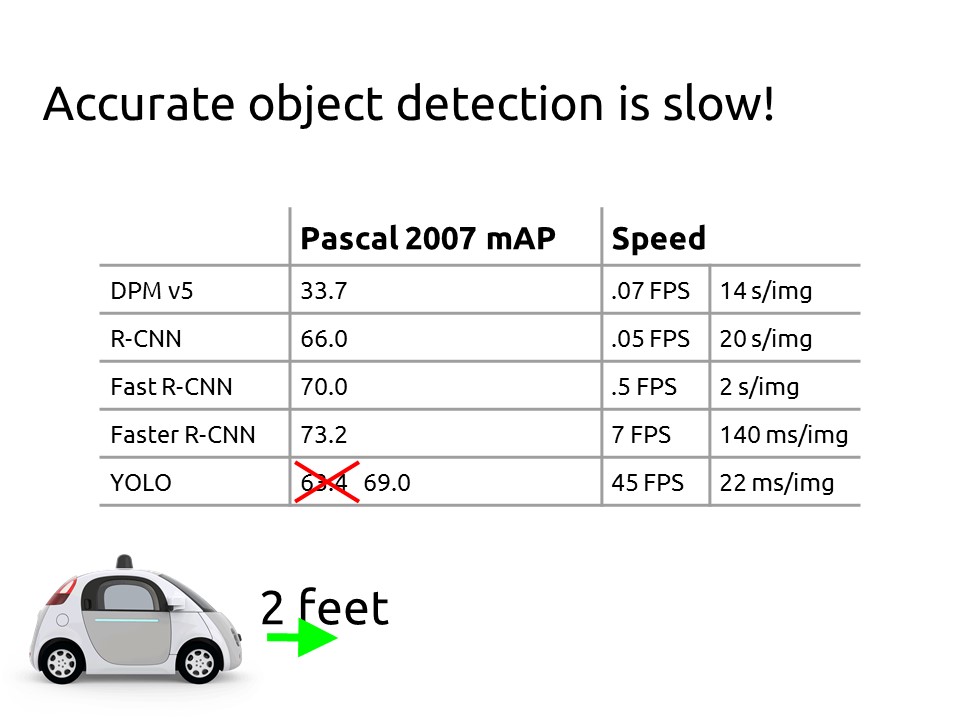 Accurate object detection is slow!
Pascal 2007 mAP Speed
DPM v5 33.7 .07 FPS 14 s/img
R-CNN 66.0 .05 FPS 20 s/img
Fast R-CNN 70.0 .5 FPS 2 s/img
Faster R-CNN 73.2 7 FPS 140 ms/img
YOLO 63.4 69.0 45 FPS 22 ms/img
2 feet